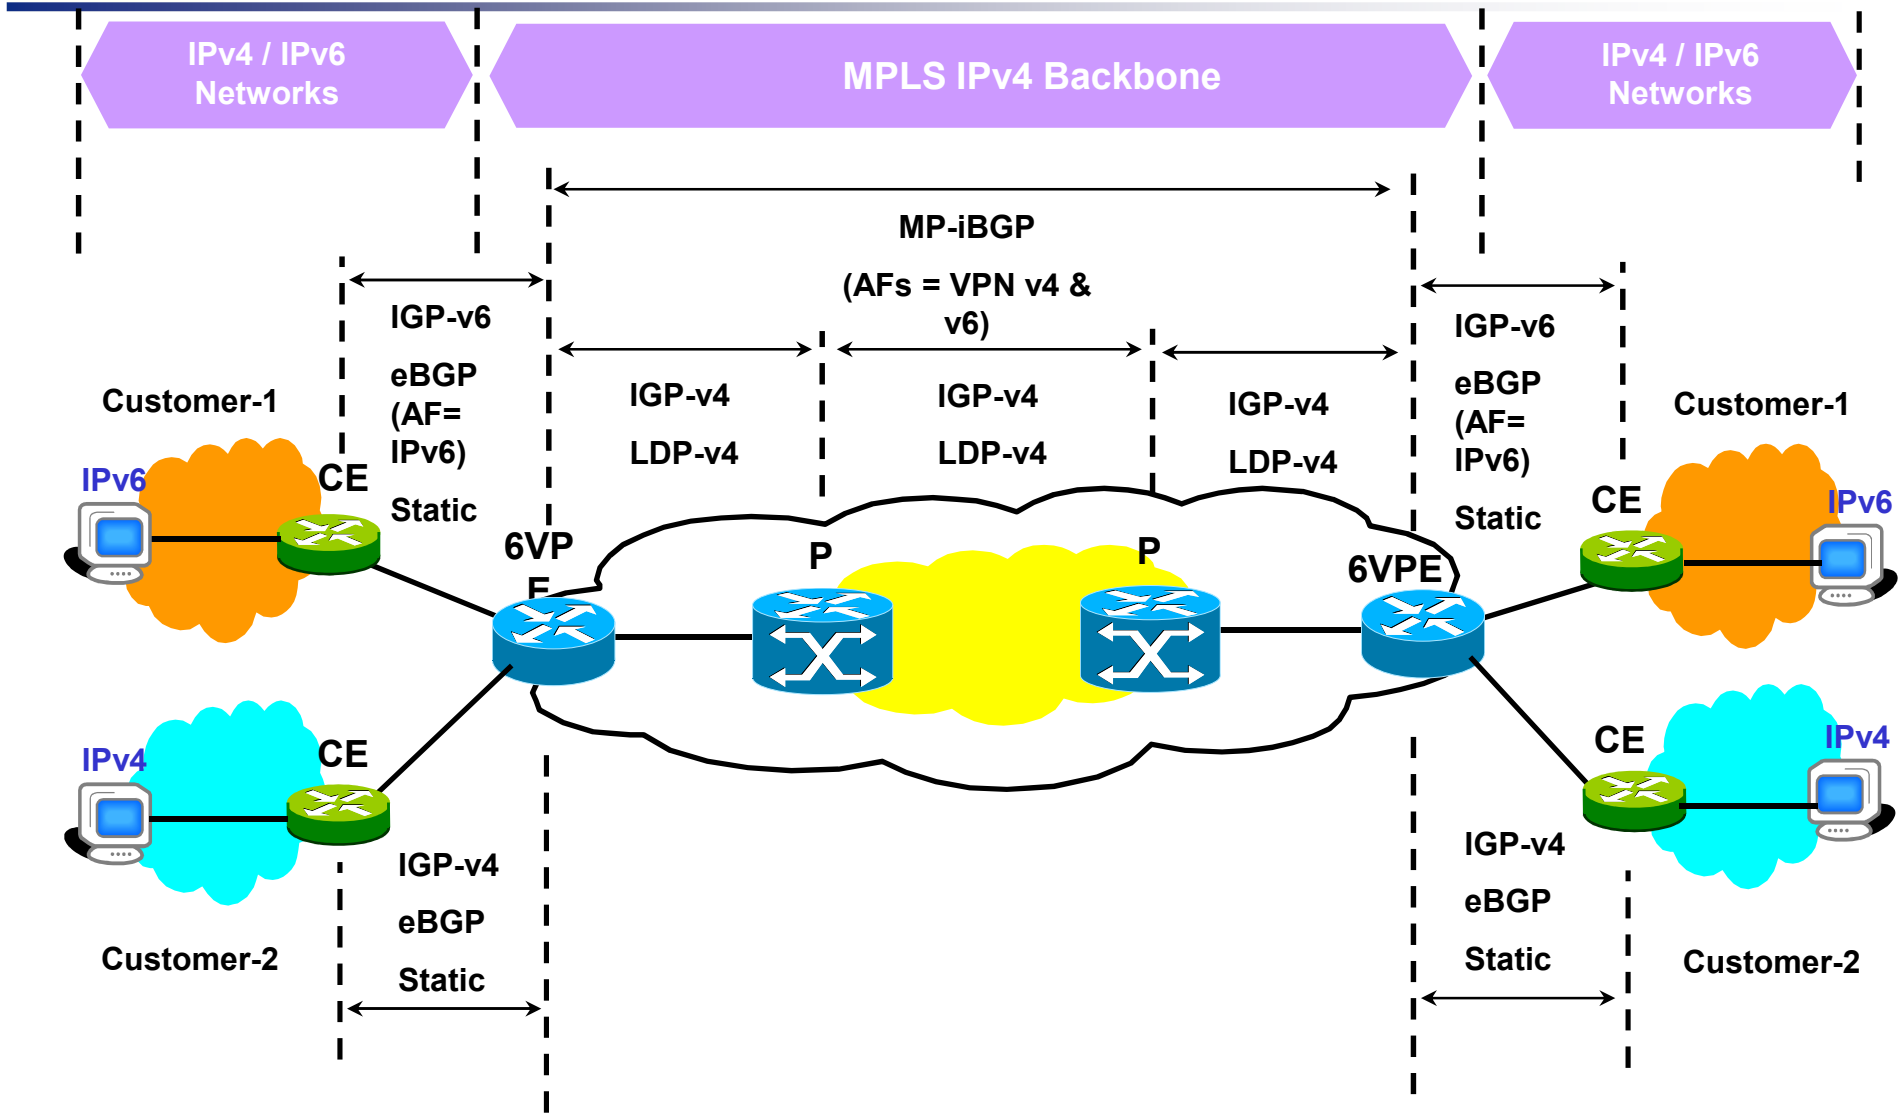 IPv4 / IPv6
Networks
MPLS IPv4 Backbone
IPv4 / IPv6
Networks
MP-iBGP
(AFs = VPN v4 &
v6)
IGP-v6
eBGP
(AF=
IPv6)
Static
IGP-v4
LDP-v4
IGP-v4
LDP-v4
IGP-v4
LDP-v4
IGP-v6
eBGP
(AF=
IPv6)
Static
Customer-1
IPv6
CE
6VP
E
P
P
6VPE
Customer-1
CE
IPv6
IPv4
CE
Customer-2
IGP-v4
eBGP
Static
CE
IPv4
IGP-v4
eBGP
Static
Customer-2